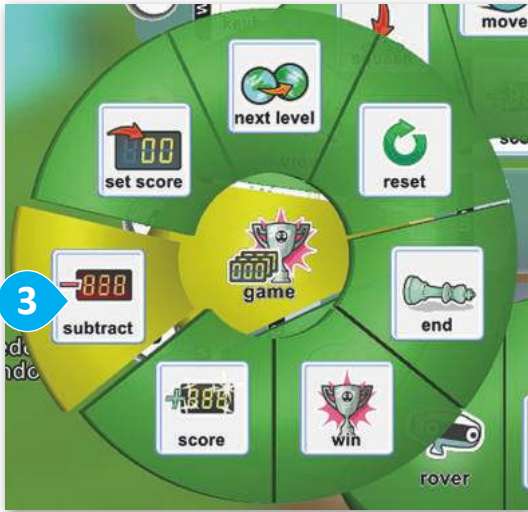 move
next level
set score
reset
game
3
subtract
end
score
win
rover